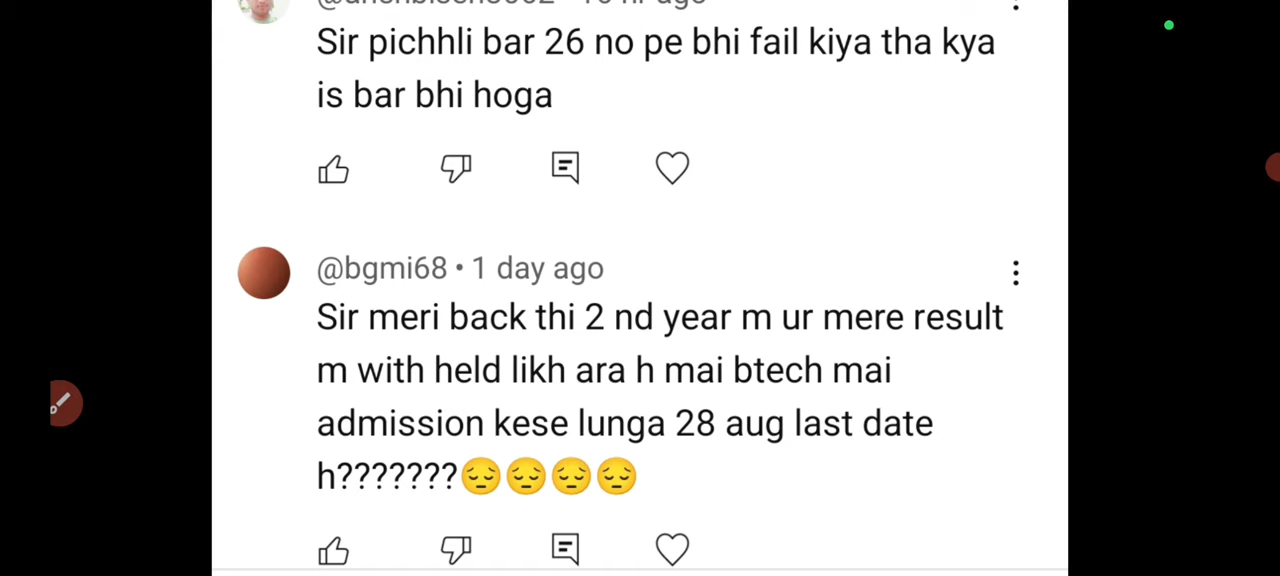 Sir pichhli bar 26 no pe bhi fail kiya tha kya
is bar bhi hoga
@bgmi68 • 1 day ago
Sir meri back thi 2 nd year m ur mere result
m with held likh ara h mai btech mai
admission kese lunga 28 aug last date
h???????😔😔😔😔